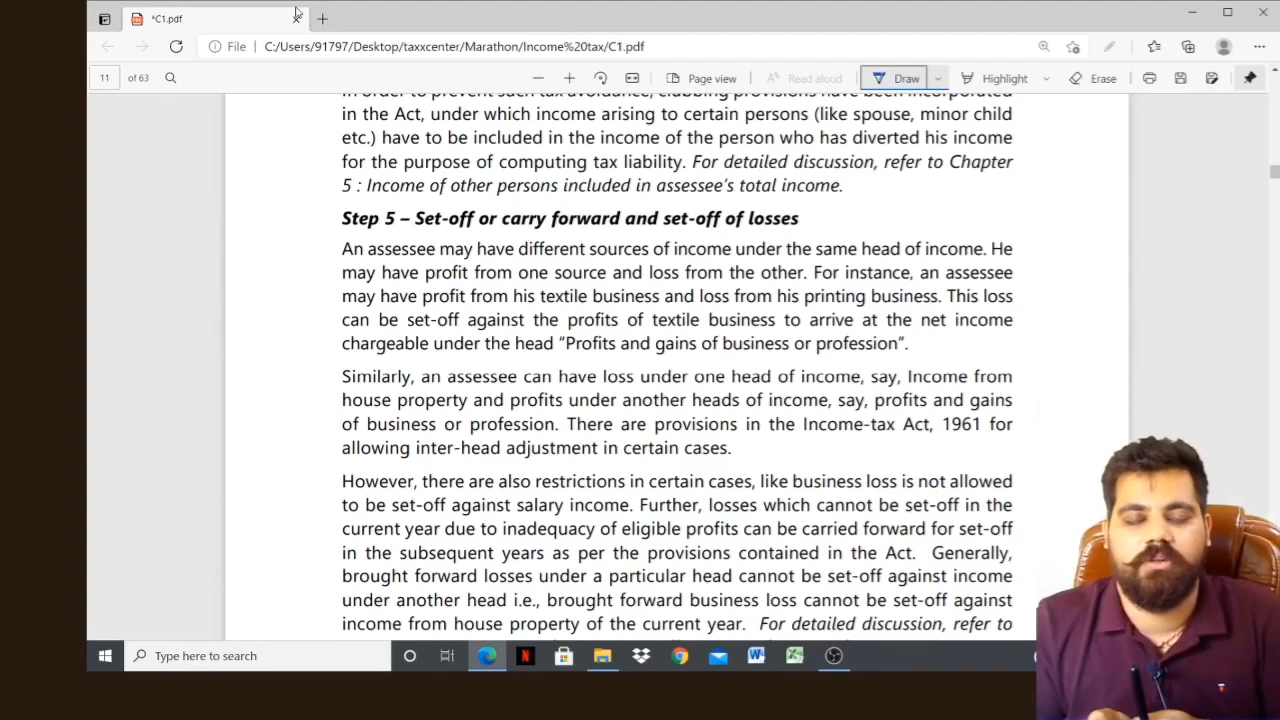 *C1.pdf
File
C:/Users/91797/Desktop/taxxcenter/Marathon/Income%20tax/C1.pdf
11 of 63
Page view
Read aloud
Draw
Highlight
Erase
In order to prevent such tax avoidance, clubbing provisions have been incorporated
in the Act, under which income arising to certain persons (like spouse, minor child
etc.) have to be included in the income of the person who has diverted his income
for the purpose of computing tax liability. For detailed discussion, refer to Chapter
5 : Income of other persons included in assessee's total income.
Step 5 – Set-off or carry forward and set-off of losses
An assessee may have different sources of income under the same head of income. He
may have profit from one source and loss from the other. For instance, an assessee
may have profit from his textile business and loss from his printing business. This loss
can be set-off against the profits of textile business to arrive at the net income
chargeable under the head “Profits and gains of business or profession”.
Similarly, an assessee can have loss under one head of income, say, Income from
house property and profits under another heads of income, say, profits and gains
of business or profession. There are provisions in the Income-tax Act, 1961 for
allowing inter-head adjustment in certain cases.
However, there are also restrictions in certain cases, like business loss is not allowed
to be set-off against salary income. Further, losses which cannot be set-off in the
current year due to inadequacy of eligible profits can be carried forward for set-off
in the subsequent years as per the provisions contained in the Act. Generally,
brought forward losses under a particular head cannot be set-off against income
under another head i.e., brought forward business loss cannot be set-off against
income from house property of the current year. For detailed discussion, refer to
Type here to search